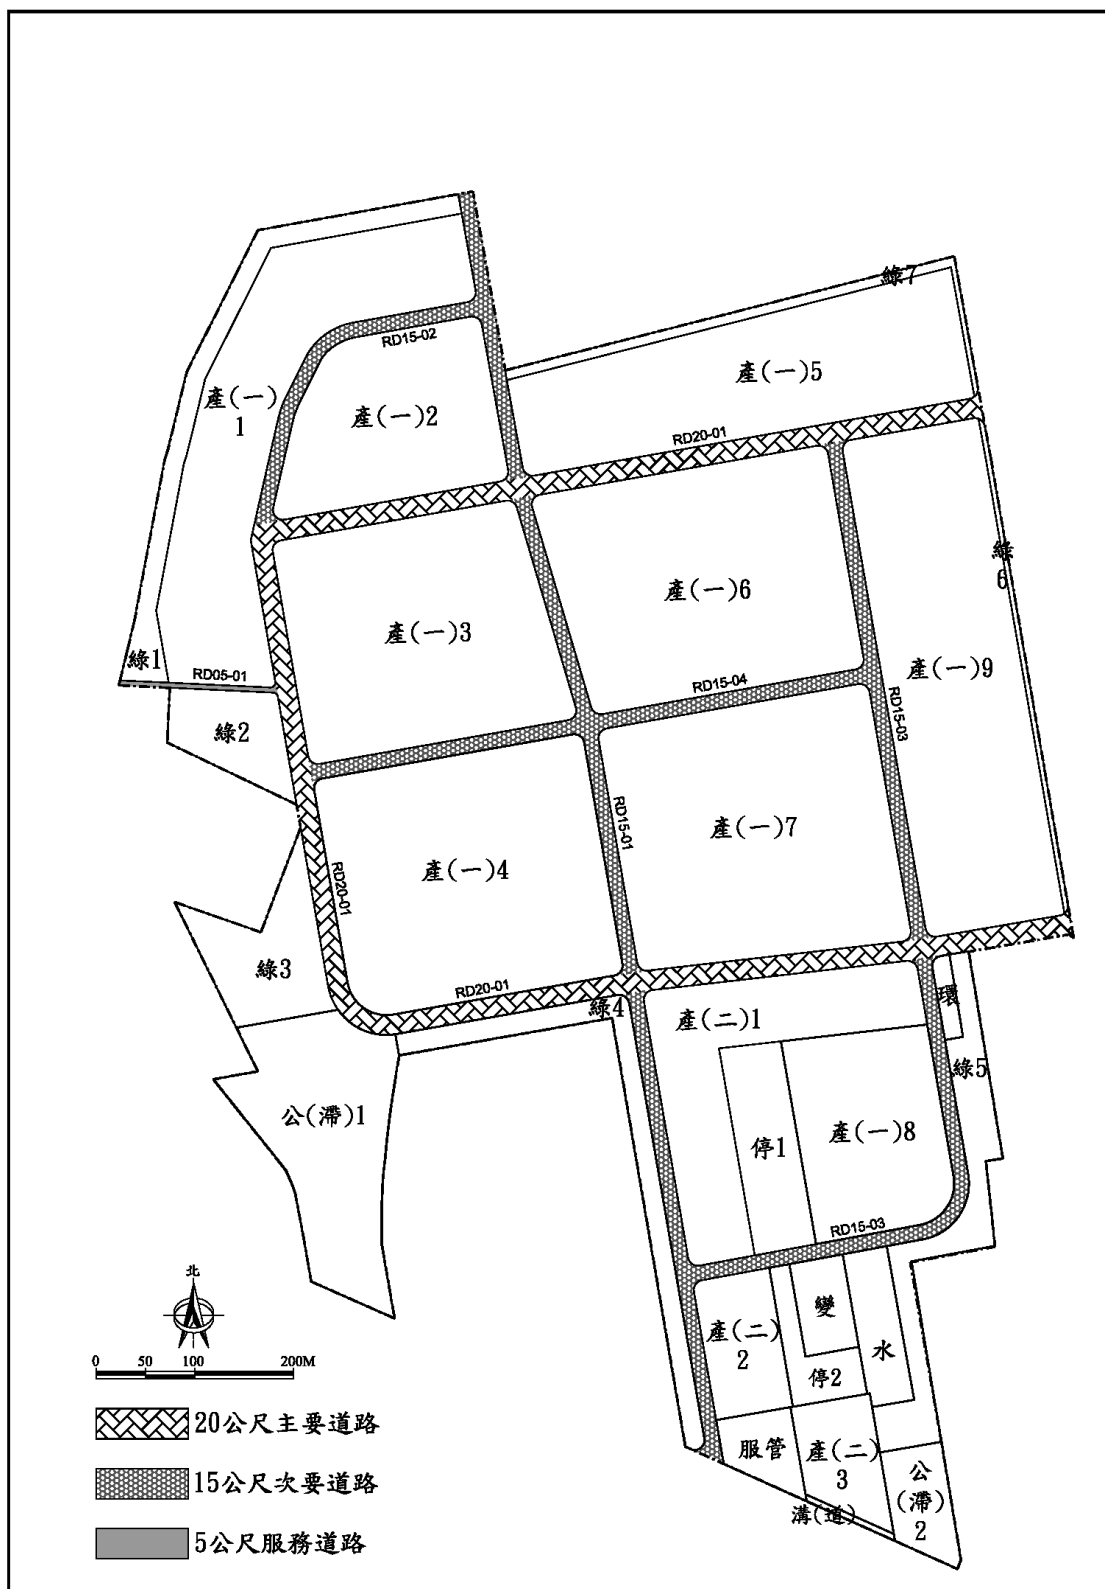 綠7
RD15-02
產(一)5
產(一)
1
產(一)2
RD20-01
綠
6
產(一)6
產(一)3
綠1
RD05-01
RD15-04
產(一)9
RD15-03
綠2
RD15-01
產(一)7
產(一)4
RD20-01
綠3
RD20-01
綠4
環
產(二)1
綠5
公(滯)1
產(一)8
停1
RD15-03
北
變
產(二)
2
水
0 50 100 200M
停2
20公尺主要道路
服管
產(二)
3
公
(滯)
2
15公尺次要道路
溝(道)
5公尺服務道路